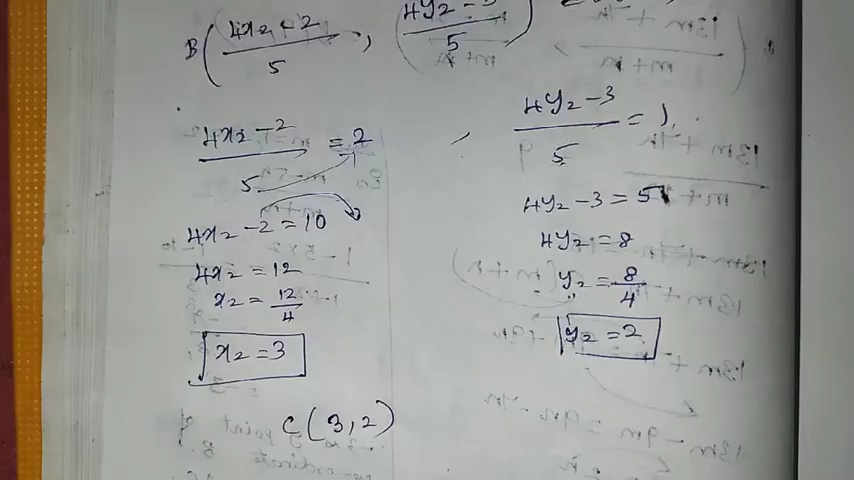 B ( (4x₂ - 2)/5 , (4y₂ - 3)/5 )
(4x₂ - 2)/5 = 2/1
4x₂ - 2 = 10
4x₂ = 12
x₂ = 12/4
x₂ = 3
(4y₂ - 3)/5 = 1
4y₂ - 3 = 5
4y₂ = 8
y₂ = 8/4
y₂ = 2
C (3, 2)